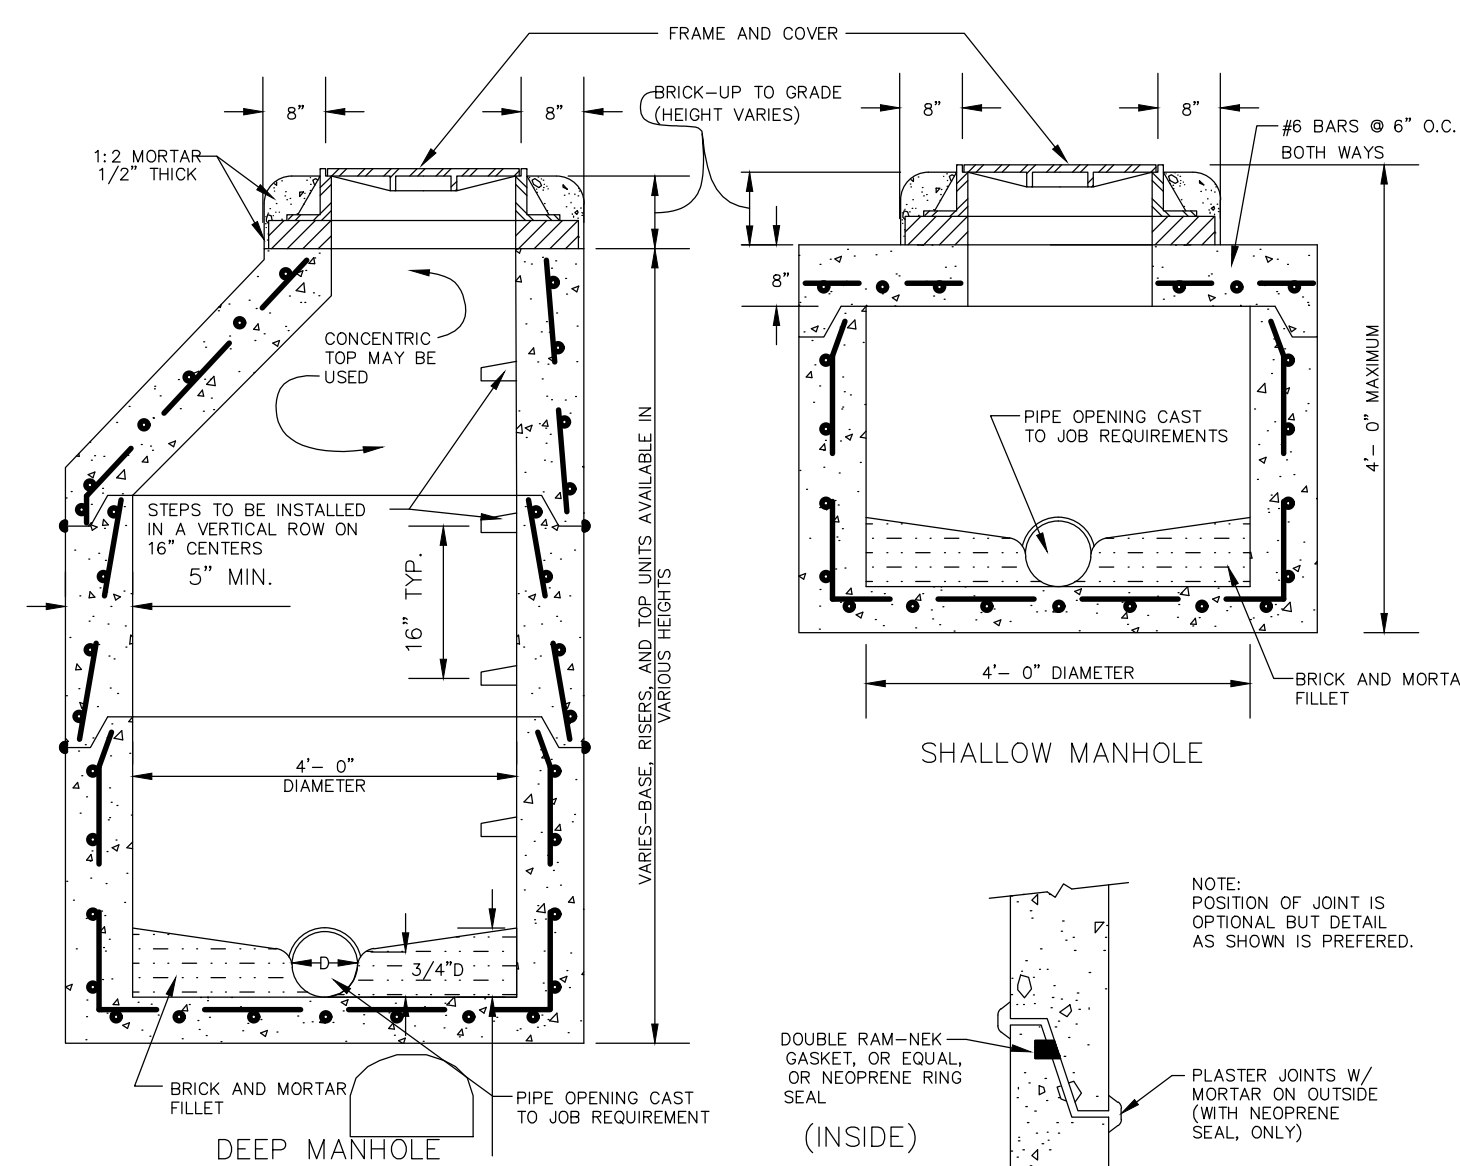 FRAME AND COVER
8"
8"
BRICK-UP TO GRADE
(HEIGHT VARIES)
8"
8"
#6 BARS @ 6" O.C.
BOTH WAYS
1:2 MORTAR
1/2" THICK
8"
CONCENTRIC
TOP MAY BE
USED
4'- 0" MAXIMUM
PIPE OPENING CAST
TO JOB REQUIREMENTS
STEPS TO BE INSTALLED
IN A VERTICAL ROW ON
16" CENTERS
5" MIN.
16" TYP.
VARIES-BASE, RISERS, AND TOP UNITS AVAILABLE IN
VARIOUS HEIGHTS
4'- 0" DIAMETER
BRICK AND MORTA
FILLET
SHALLOW MANHOLE
4'- 0"
DIAMETER
D
3/4"D
BRICK AND MORTAR
FILLET
PIPE OPENING CAST
TO JOB REQUIREMENT
DEEP MANHOLE
NOTE:
POSITION OF JOINT IS
OPTIONAL BUT DETAIL
AS SHOWN IS PREFERED.
DOUBLE RAM-NEK
GASKET, OR EQUAL,
OR NEOPRENE RING
SEAL
(INSIDE)
PLASTER JOINTS W/
MORTAR ON OUTSIDE
(WITH NEOPRENE
SEAL, ONLY)